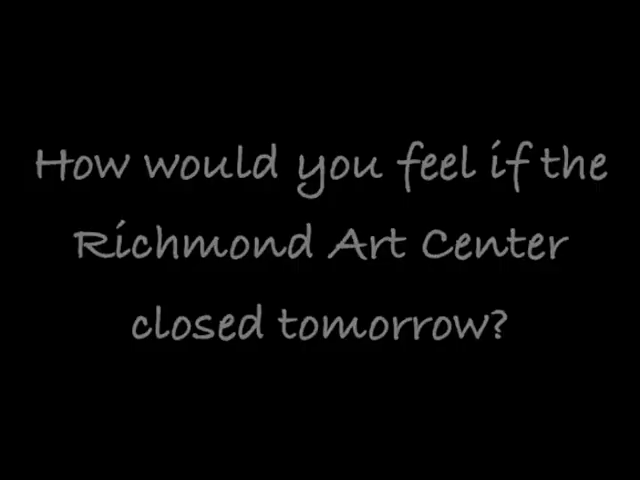 How would you feel if the
Richmond Art Center
closed tomorrow?